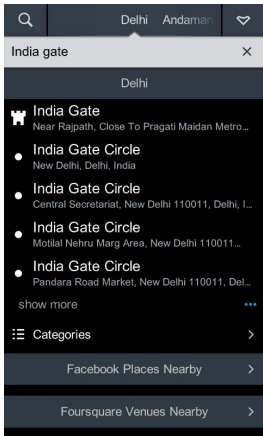 Delhi Andaman
India gate
Delhi
India Gate
Near Rajpath, Close To Pragati Maidan Metro...
India Gate Circle
New Delhi, Delhi, India
India Gate Circle
Central Secretariat, New Delhi 110011, Delhi, I...
India Gate Circle
Motilal Nehru Marg Area, New Delhi 110011...
India Gate Circle
Pandara Road Market, New Delhi 110011, Del...
show more
Categories
Facebook Places Nearby
Foursquare Venues Nearby